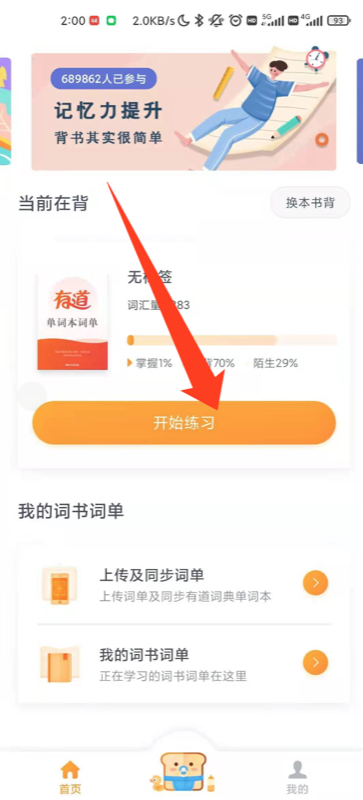 2:00 2.0KB/s 5G HD 4G 93
689862人已参与
记忆力提升
背书其实很简单
当前在背
换本书背
有道
单词本词单
无标签
词汇量
883
掌握1%
70%
陌生29%
开始练习
我的词书词单
上传及同步词单
上传词单及同步有道词典单词本
我的词书词单
正在学习的词书词单在这里
首页
我的